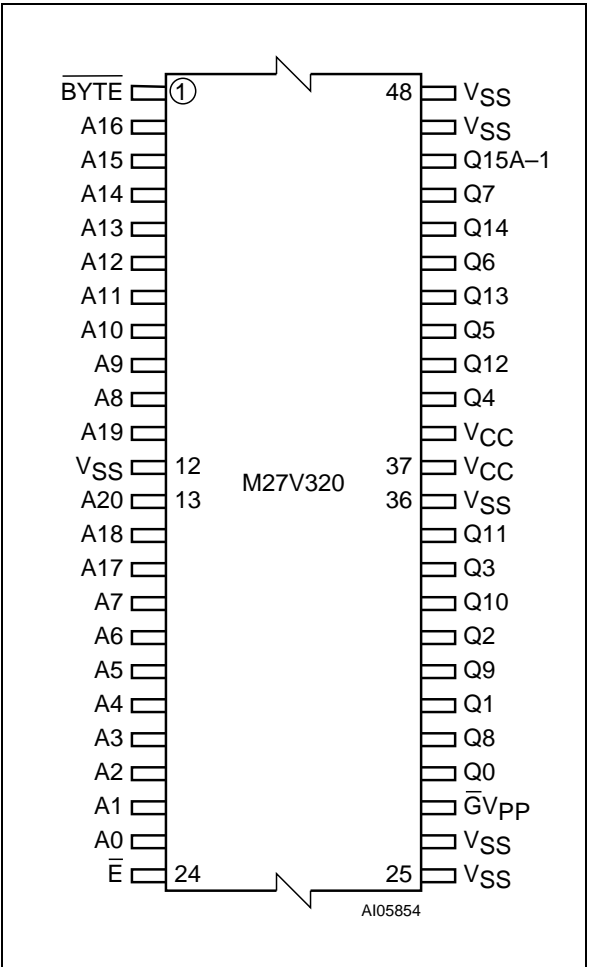 B̅Y̅T̅E̅ 1 48 VSS
A16 VSS
A15 Q15A–1
A14 Q7
A13 Q14
A12 Q6
A11 Q13
A10 Q5
A9 Q12
A8 Q4
A19 VCC
VSS 12 37 VCC
M27V320
A20 13 36 VSS
A18 Q11
A17 Q3
A7 Q10
A6 Q2
A5 Q9
A4 Q1
A3 Q8
A2 Q0
A1 G̅VPP
A0 VSS
E̅ 24 25 VSS
AI05854